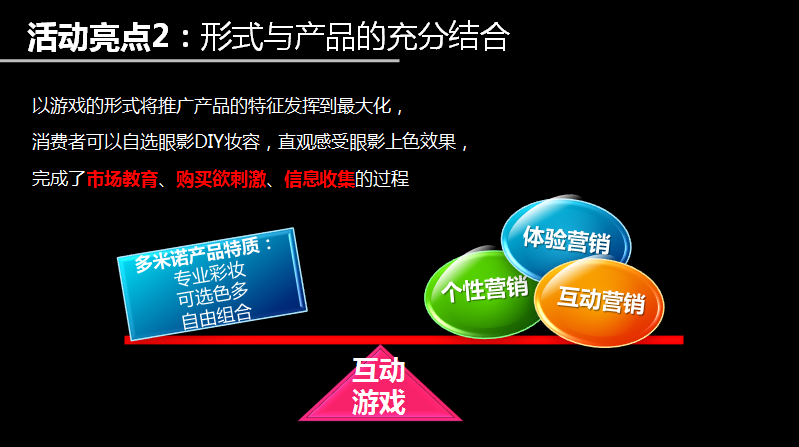 活动亮点2：形式与产品的充分结合
以游戏的形式将推广产品的特征发挥到最大化，
消费者可以自选眼影DIY妆容，直观感受眼影上色效果，
完成了市场教育、购买欲刺激、信息收集的过程
多米诺产品特质：
专业彩妆
可选色多
自由组合
体验营销
个性营销
互动营销
互动
游戏